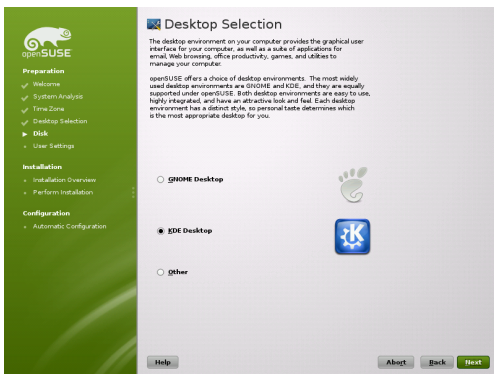 openSUSE
Preparation
Welcome
System Analysis
Time Zone
Desktop Selection
Disk
User Settings
Installation
Installation Overview
Perform Installation
Configuration
Automatic Configuration
Desktop Selection
The desktop environment on your computer provides the graphical user
interface for your computer, as well as a suite of applications for
email, Web browsing, office productivity, games, and utilities to
manage your computer.
openSUSE offers a choice of desktop environments. The most widely
used desktop environments are GNOME and KDE, and they are equally
supported under openSUSE. Both desktop environments are easy to use,
highly integrated, and have an attractive look and feel. Each desktop
environment has a distinct style, so personal taste determines which
is the most appropriate desktop for you.
GNOME Desktop
KDE Desktop
Other
Help
Abort
Back
Next